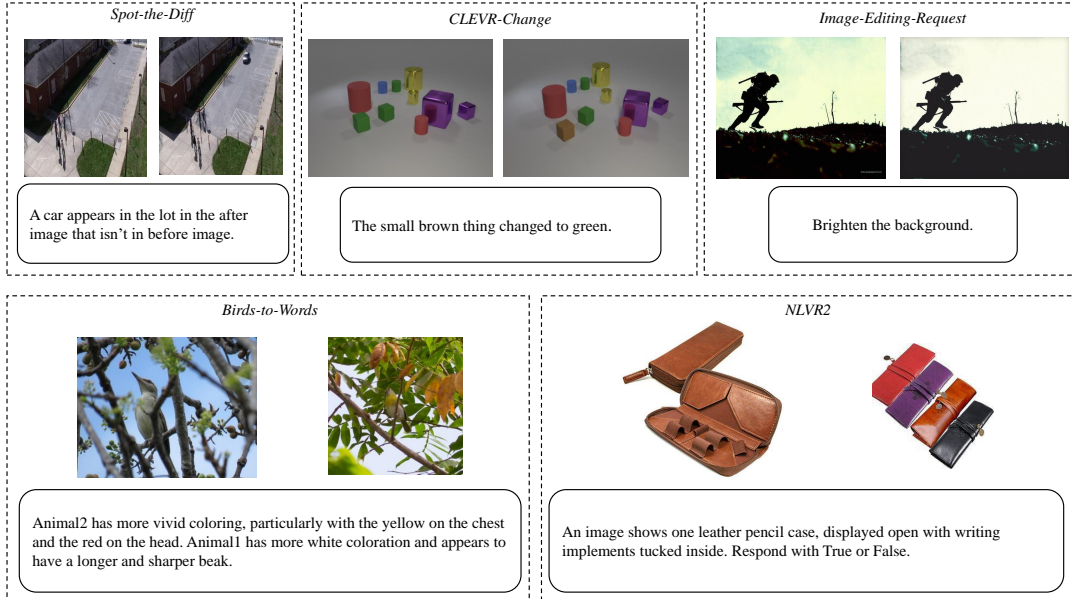 Spot-the-Diff
CLEVR-Change
Image-Editing-Request
A car appears in the lot in the after
image that isn't in before image.
The small brown thing changed to green.
Brighten the background.
Birds-to-Words
NLVR2
Animal2 has more vivid coloring, particularly with the yellow on the chest
and the red on the head. Animal1 has more white coloration and appears to
have a longer and sharper beak.
An image shows one leather pencil case, displayed open with writing
implements tucked inside. Respond with True or False.